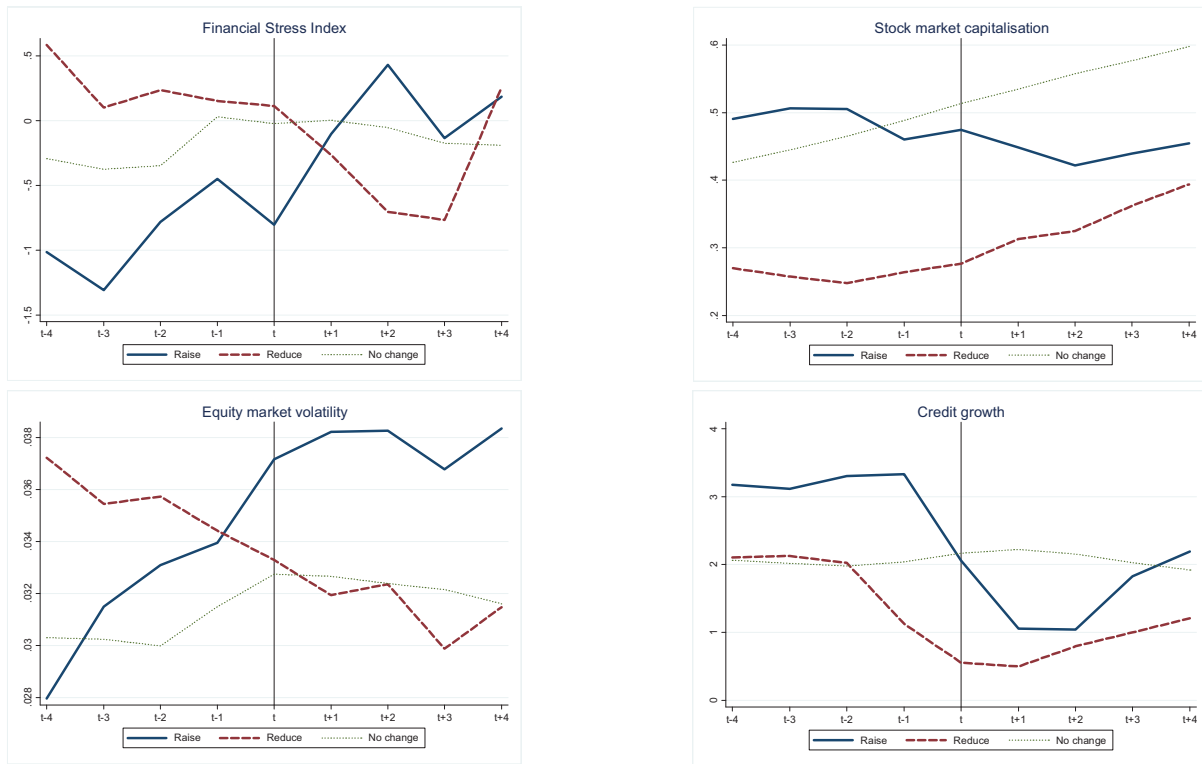 Financial Stress Index
.5
0
-.5
-1
-1.5
t-4 t-3 t-2 t-1 t t+1 t+2 t+3 t+4
Raise Reduce No change
Stock market capitalisation
.6
.5
.4
.3
.2
t-4 t-3 t-2 t-1 t t+1 t+2 t+3 t+4
Raise Reduce No change
Equity market volatility
.038
.036
.034
.032
.03
.028
t-4 t-3 t-2 t-1 t t+1 t+2 t+3 t+4
Raise Reduce No change
Credit growth
4
3
2
1
0
t-4 t-3 t-2 t-1 t t+1 t+2 t+3 t+4
Raise Reduce No change